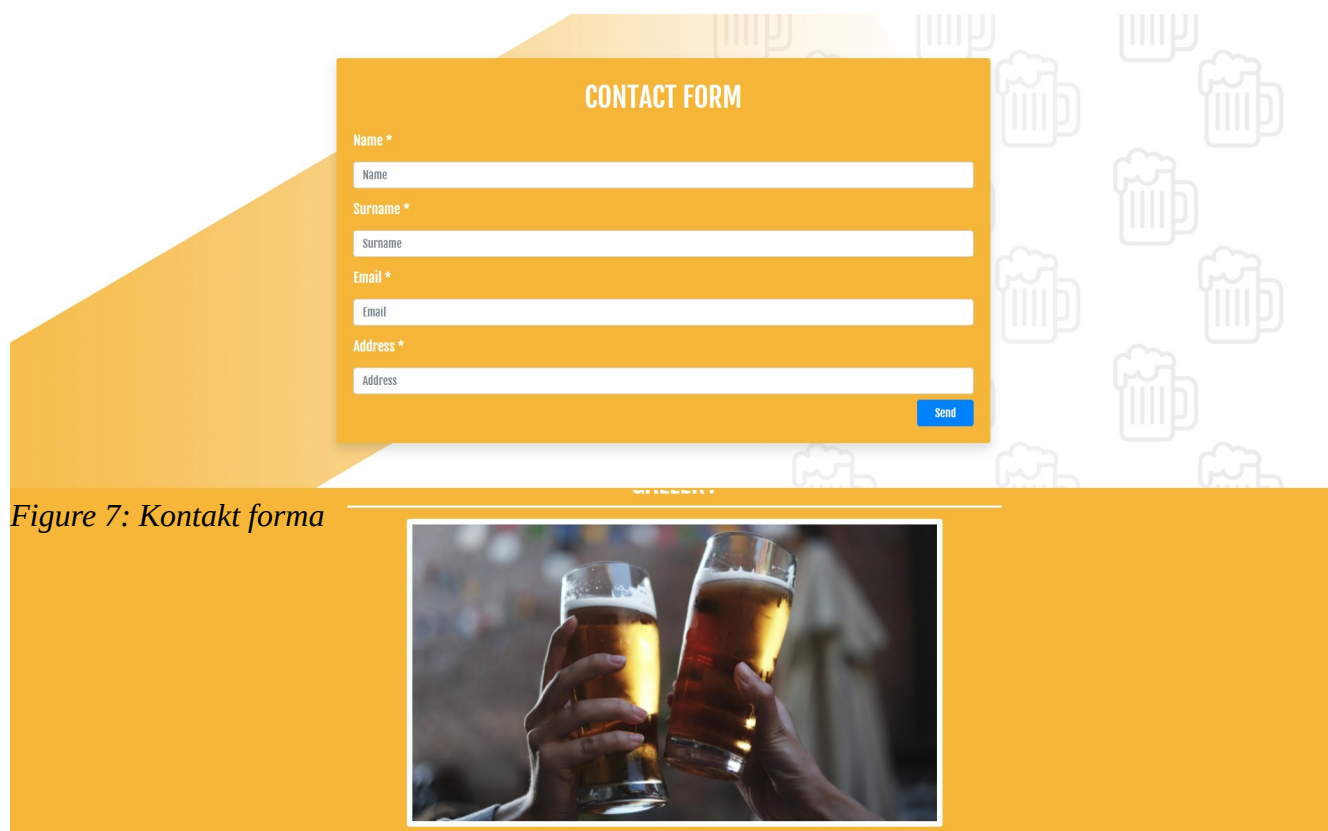 CONTACT FORM
Name *
Name
Surname *
Surname
Email *
Email
Address *
Address
Send
Figure 7: Kontakt forma